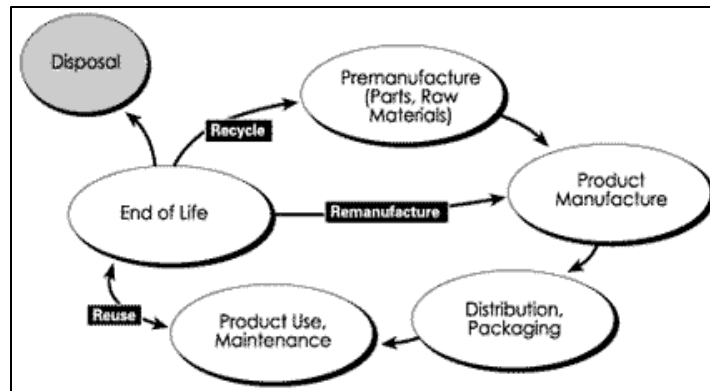 Disposal
Premanufacture
(Parts, Raw
Materials)
Recycle
Product
Manufacture
End of Life
Remanufacture
Reuse
Product Use,
Maintenance
Distribution,
Packaging